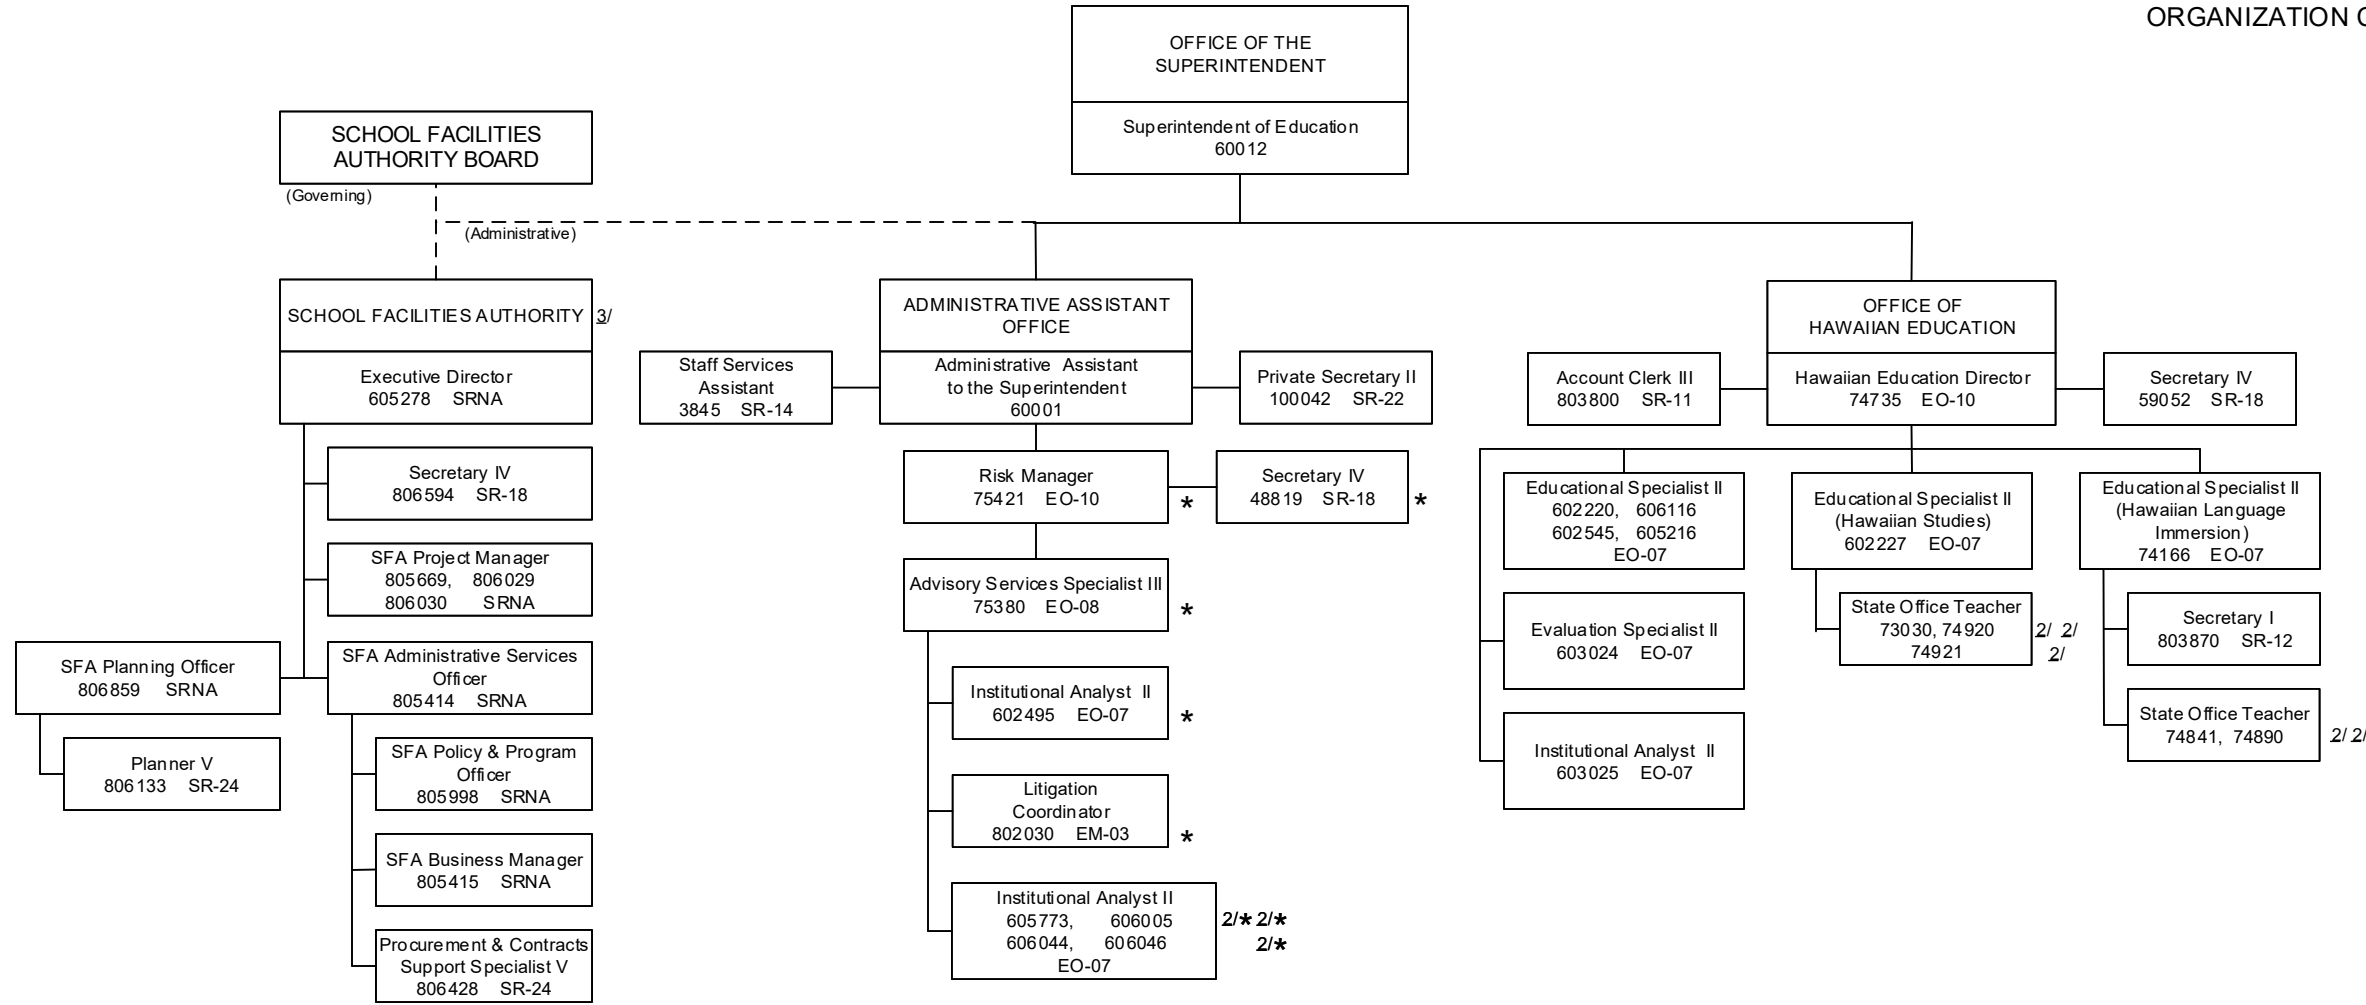 ORGANIZATION
OFFICE OF THE
SUPERINTENDENT
Superintendent of Education
60012
SCHOOL FACILITIES
AUTHORITY BOARD
(Governing)
(Administrative)
SCHOOL FACILITIES AUTHORITY 3/
Executive Director
605278 SRNA
Secretary IV
806594 SR-18
SFA Project Manager
805669, 806029
806030 SRNA
SFA Planning Officer
806859 SRNA
Planner V
806133 SR-24
SFA Administrative Services
Officer
805414 SRNA
SFA Policy & Program
Officer
805998 SRNA
SFA Business Manager
805415 SRNA
Procurement & Contracts
Support Specialist V
806428 SR-24
ADMINISTRATIVE ASSISTANT
OFFICE
Administrative Assistant
to the Superintendent
60001
Staff Services
Assistant
3845 SR-14
Private Secretary II
100042 SR-22
Risk Manager
75421 EO-10 *
Secretary IV
48819 SR-18 *
Advisory Services Specialist III
75380 EO-08 *
Institutional Analyst II
602495 EO-07 *
Litigation
Coordinator
802030 EM-03 *
Institutional Analyst II
605773, 606005 2/* 2/*
606044, 606046 2/*
EO-07
OFFICE OF
HAWAIIAN EDUCATION
Hawaiian Education Director
74735 EO-10
Account Clerk III
803800 SR-11
Secretary IV
59052 SR-18
Educational Specialist II
602220, 606116
602545, 605216
EO-07
Evaluation Specialist II
603024 EO-07
Institutional Analyst II
603025 EO-07
Educational Specialist II
(Hawaiian Studies)
602227 EO-07
State Office Teacher
73030, 74920 2/ 2/
74921 2/
Educational Specialist II
(Hawaiian Language
Immersion)
74166 EO-07
Secretary I
803870 SR-12
State Office Teacher
74841, 74890 2/ 2/